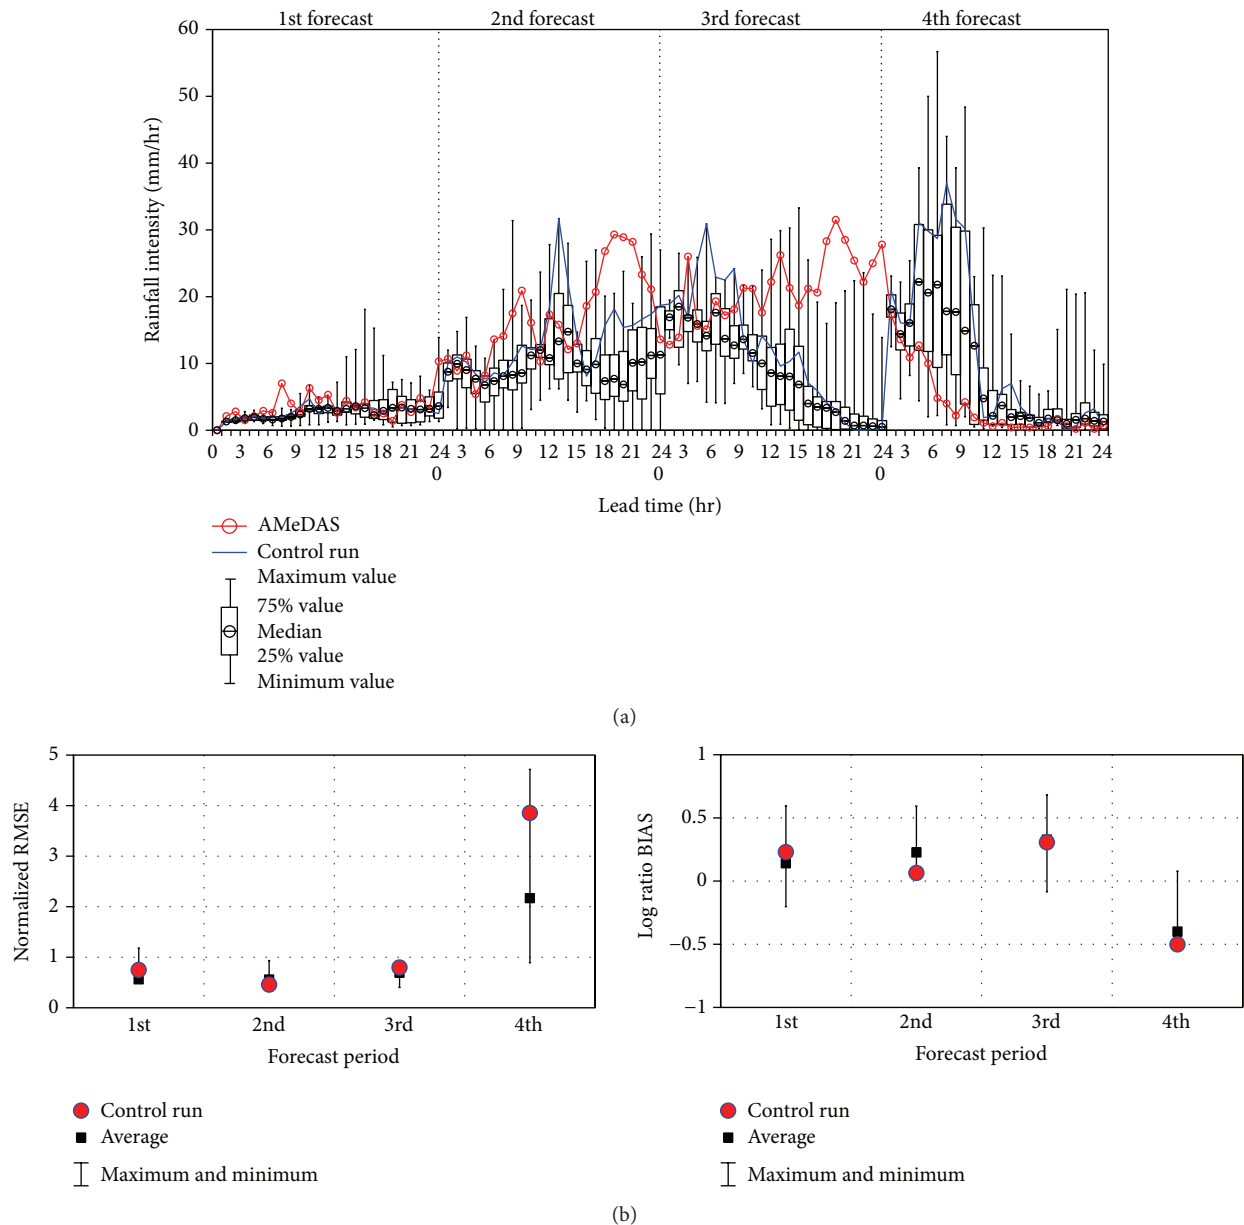 1st forecast 2nd forecast 3rd forecast 4th forecast
60
50
40
30
20
10
0
Rainfall intensity (mm/hr)
0 3 6 9 12 15 18 21 24 3 6 9 12 15 18 21 24 3 6 9 12 15 18 21 24 3 6 9 12 15 18 21 24
0 0 0
Lead time (hr)
AMeDAS
Control run
Maximum value
75% value
Median
25% value
Minimum value
(a)
5
4
3
2
1
0
Normalized RMSE
1st 2nd 3rd 4th
Forecast period
Control run
Average
Maximum and minimum
1
0.5
0
−0.5
−1
Log ratio BIAS
1st 2nd 3rd 4th
Forecast period
Control run
Average
Maximum and minimum
(b)